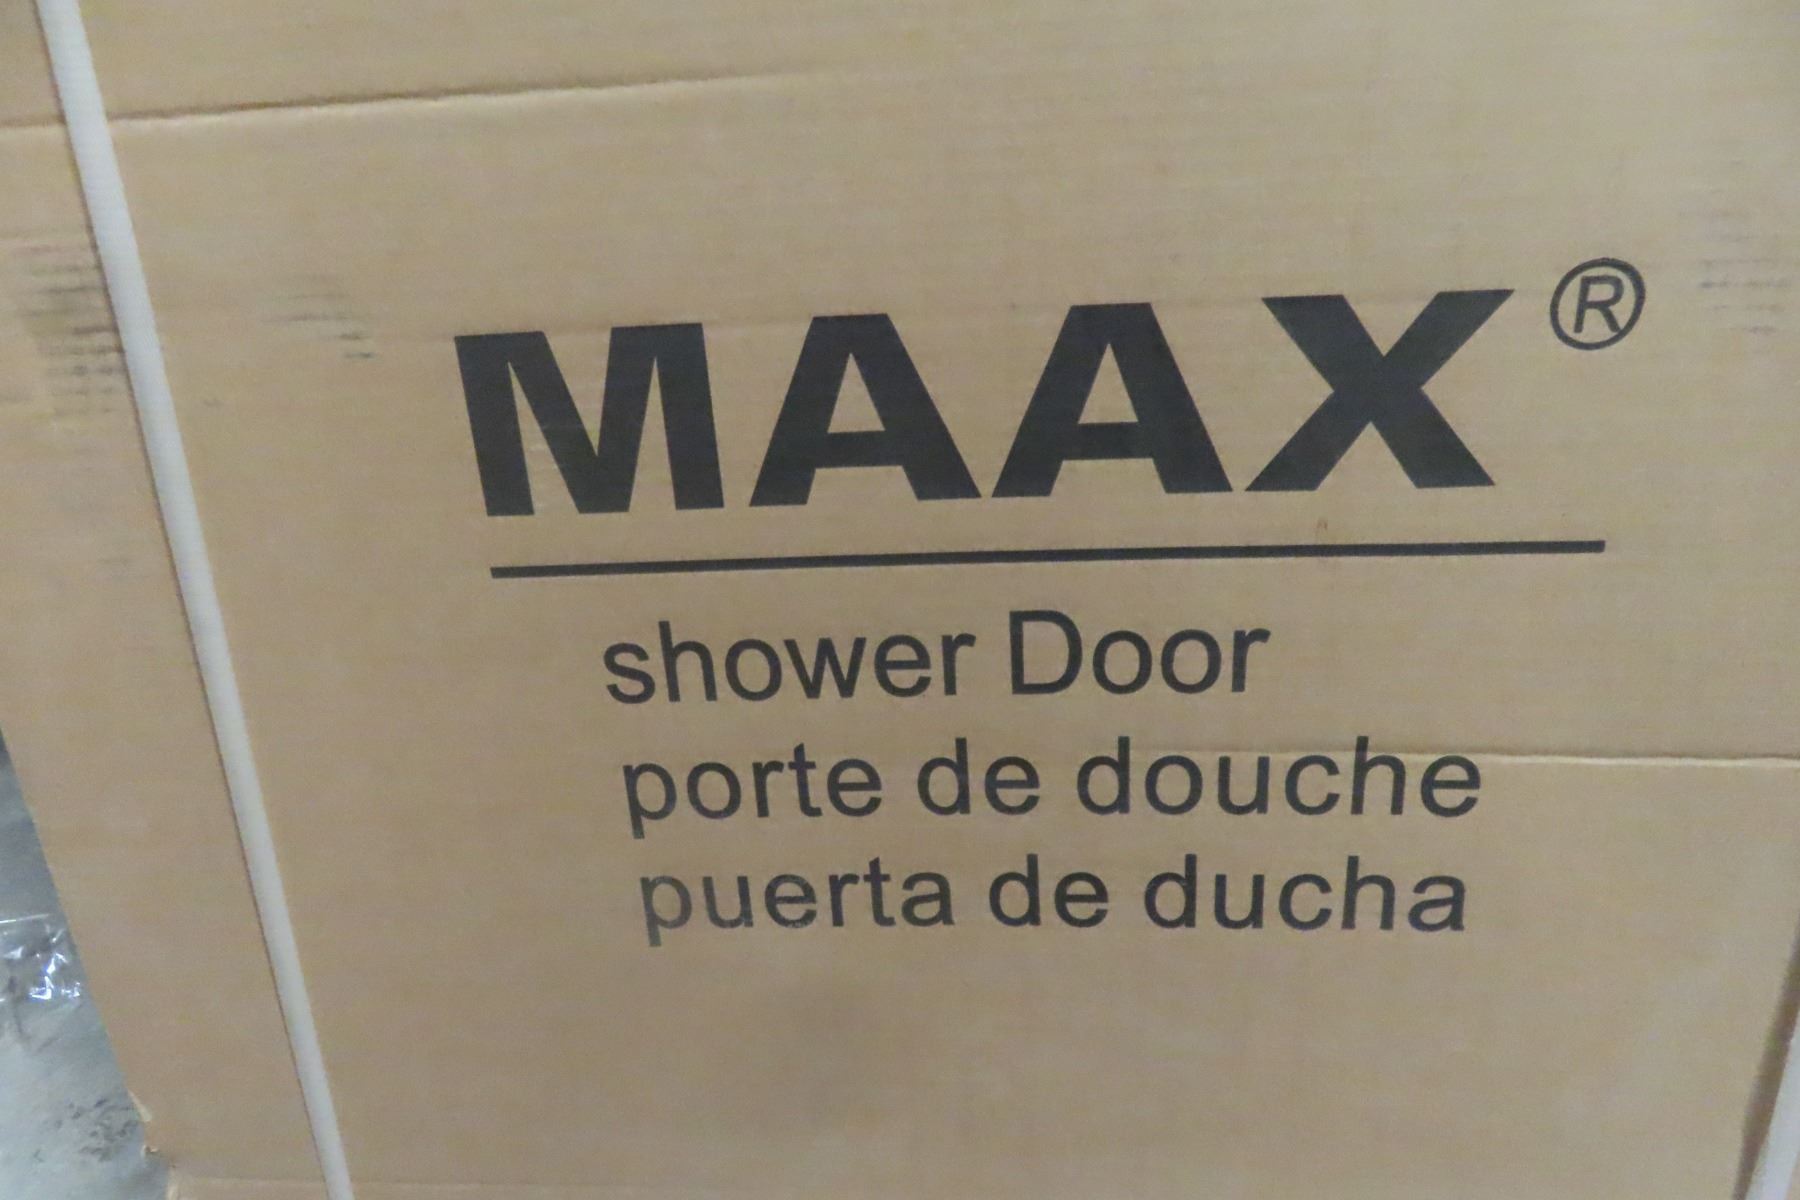 MAAX®
shower Door
porte de douche
puerta de ducha